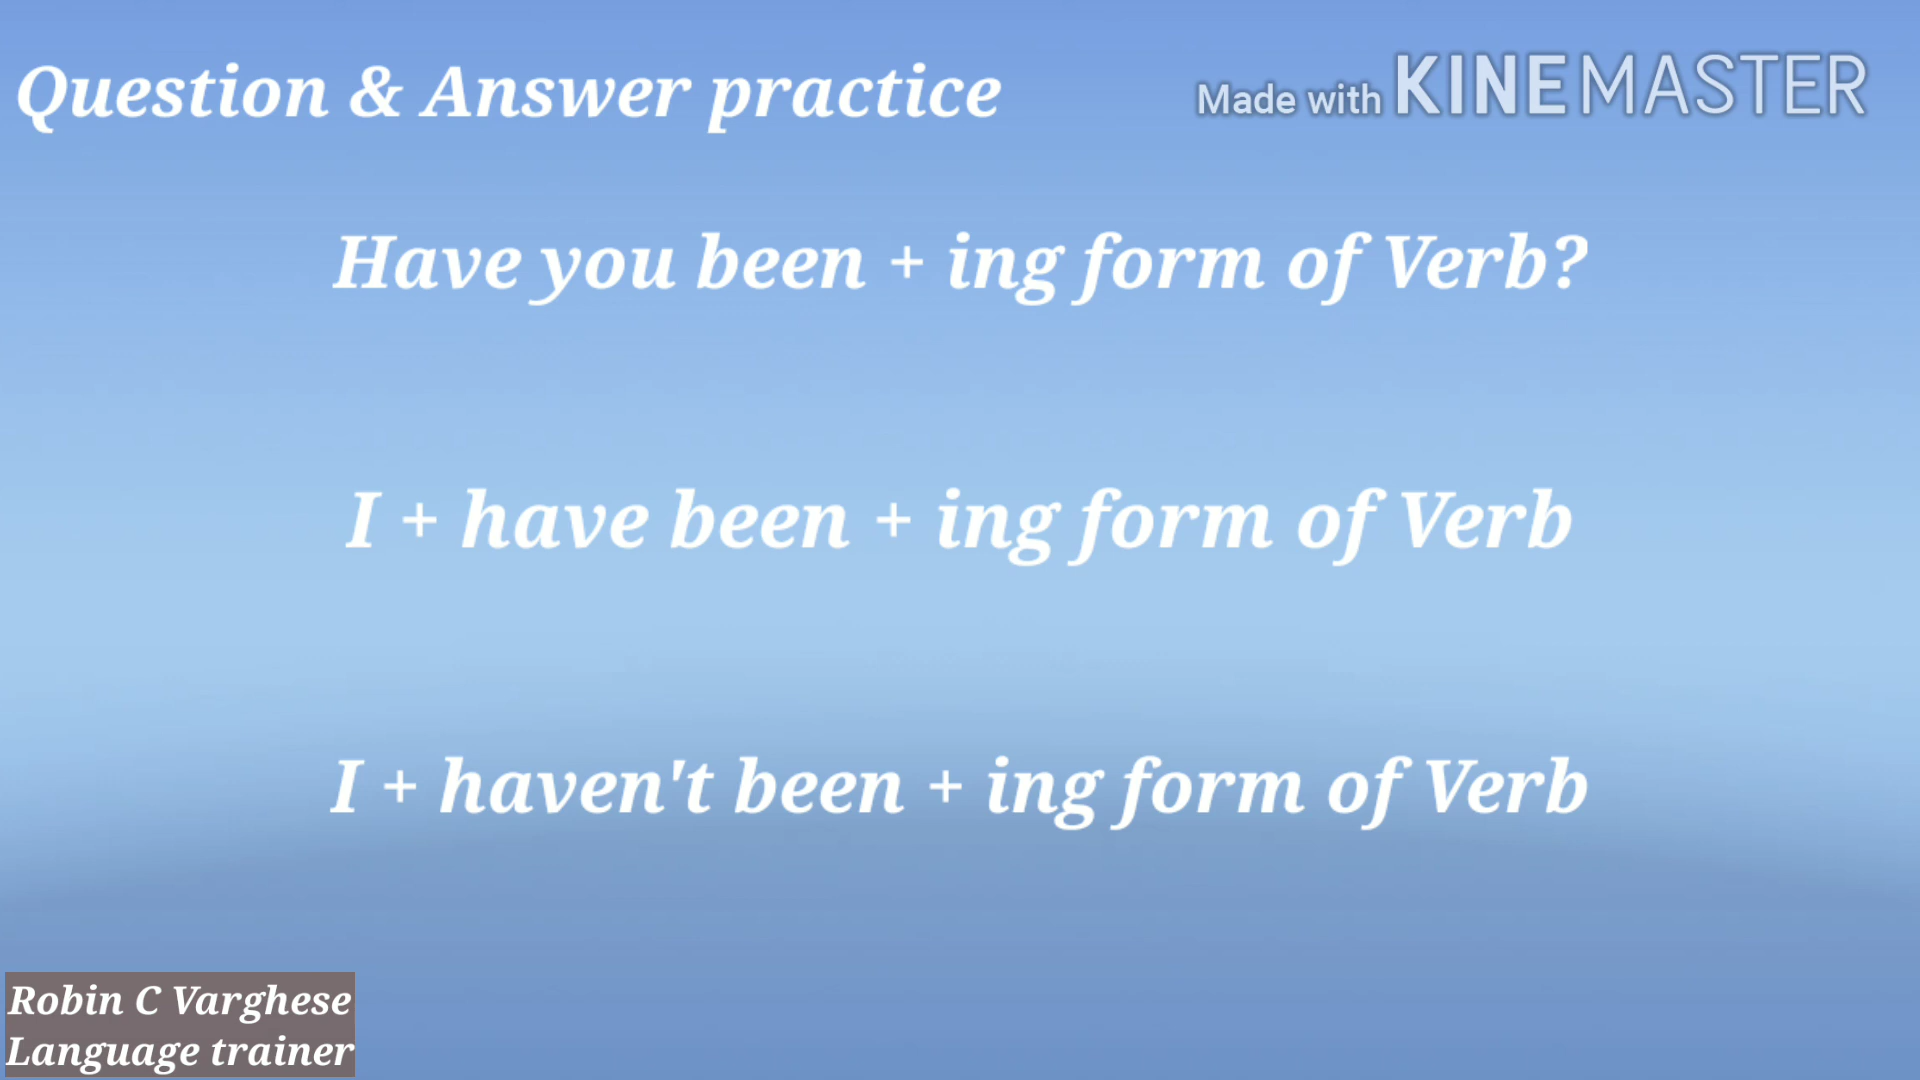 Question & Answer practice
Made with KINEMASTER
Have you been + ing form of Verb?
I + have been + ing form of Verb
I + haven't been + ing form of Verb
Robin C Varghese
Language trainer